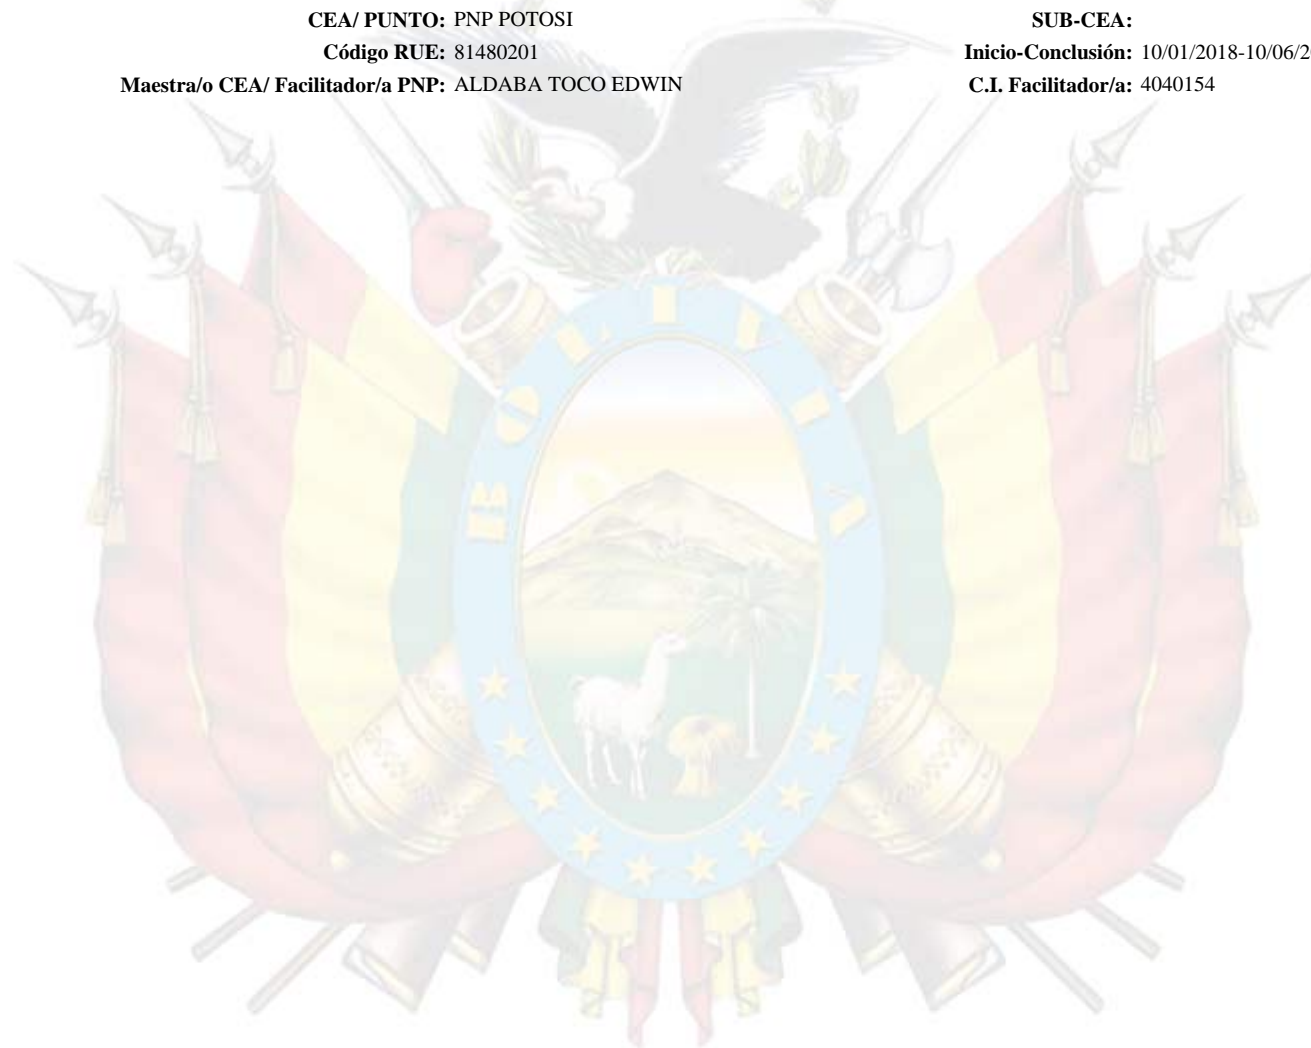 CEA/ PUNTO: PNP POTOSI SUB-CEA:
Código RUE: 81480201 Inicio-Conclusión: 10/01/2018-10/06/2
Maestra/o CEA/ Facilitador/a PNP: ALDABA TOCO EDWIN C.I. Facilitador/a: 4040154
BOLIVIA